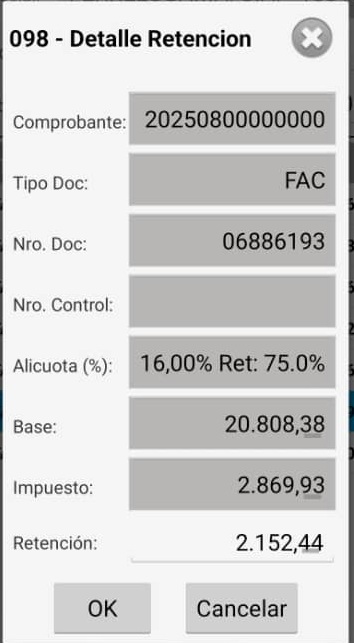 098 - Detalle Retencion
Comprobante: 20250800000000
Tipo Doc: FAC
Nro. Doc: 06886193
Nro. Control:
Alicuota (%): 16,00% Ret: 75.0%
Base: 20.808,38
Impuesto: 2.869,93
Retención: 2.152,44
OK Cancelar